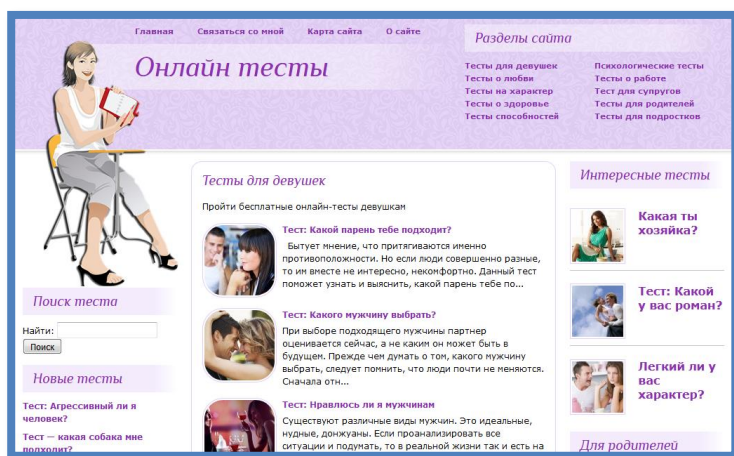 Главная Связаться со мной Карта сайта О сайте
Онлайн тесты
Разделы сайта
Тесты для девушек
Тесты о любви
Тесты на характер
Тесты о здоровье
Тесты способностей
Психологические тесты
Тесты о работе
Тест для супругов
Тесты для родителей
Тесты для подростков
Поиск теста
Найти:
Поиск
Новые тесты
Тест: Агрессивный ли я
человек?
Тест — какая собака мне
подходит?
Тесты для девушек
Пройти бесплатные онлайн-тесты девушкам
Тест: Какой парень тебе подходит?
Бытует мнение, что притягиваются именно
противоположности. Но если люди совершенно разные,
то им вместе не интересно, некомфортно. Данный тест
поможет узнать и выяснить, какой парень тебе по...
Тест: Какого мужчину выбрать?
При выборе подходящего мужчины партнер
оценивается сейчас, а не каким он может быть в
будущем. Прежде чем думать о том, какого мужчину
выбрать, следует помнить, что люди почти не меняются.
Сначала отн...
Тест: Нравлюсь ли я мужчинам
Существуют различные виды мужчин. Это идеальные,
нудные, донжуаны. Если проанализировать все
ситуации и подумать, то в реальной жизни так и есть на
Интересные тесты
Какая ты
хозяйка?
Тест: Какой
у вас роман?
Легкий ли у
вас
характер?
Для родителей